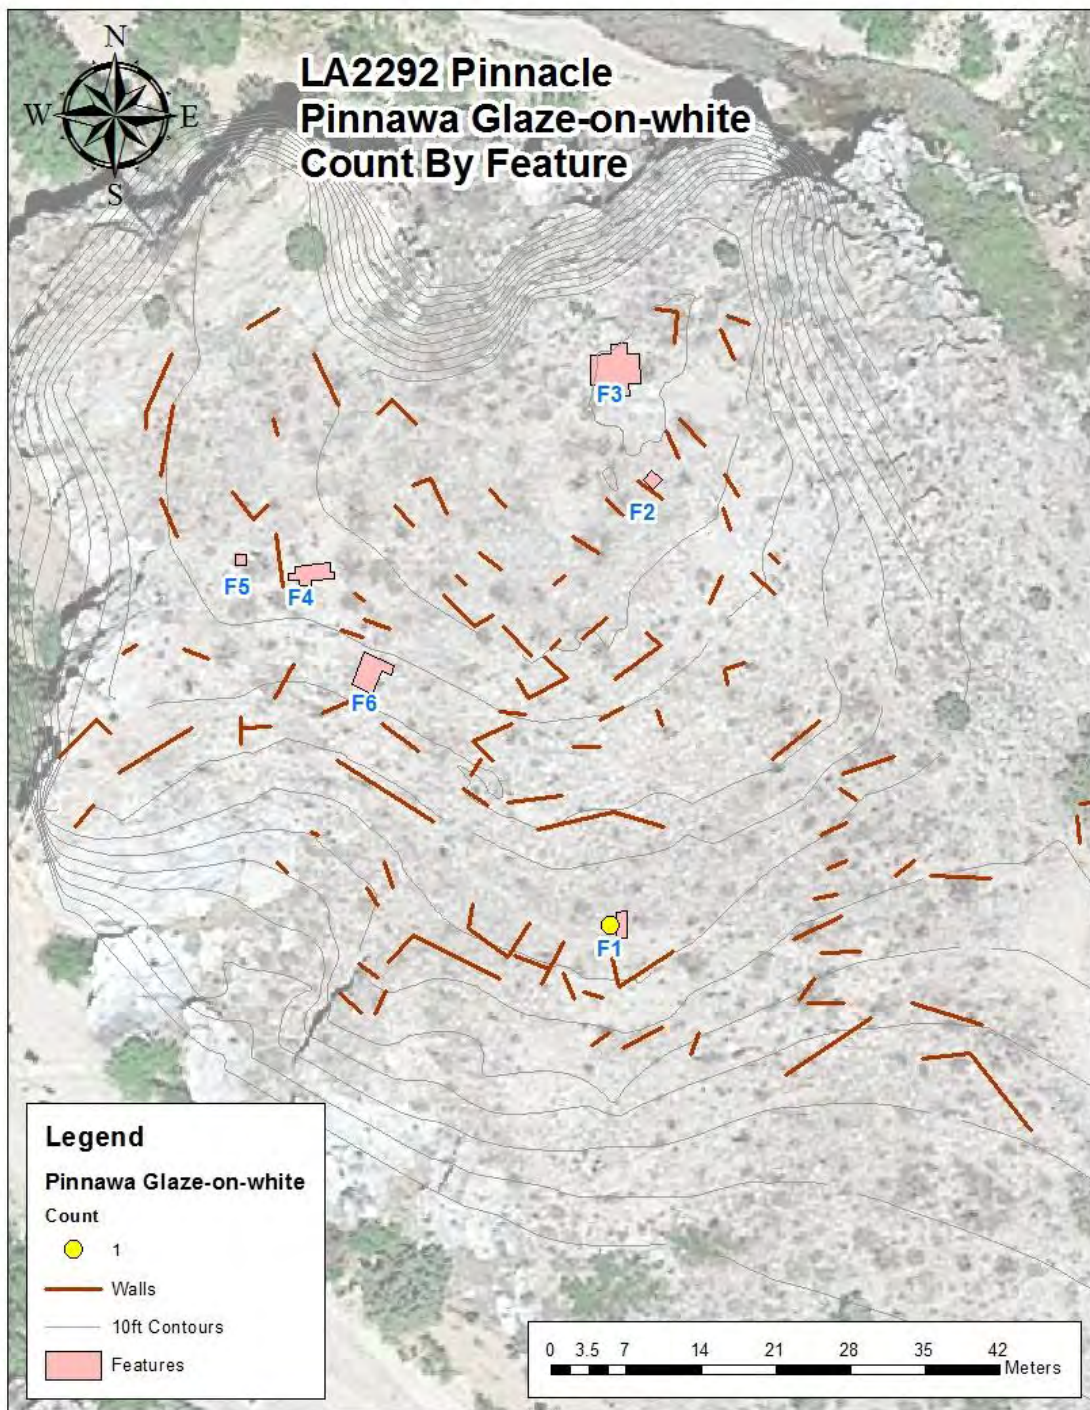 N
W E
S
LA2292 Pinnacle
Pinnawa Glaze-on-white
Count By Feature
F3
F2
F5
F4
F6
F1
Legend
Pinnawa Glaze-on-white
Count
1
Walls
10ft Contours
Features
0 3.5 7 14 21 28 35 42
Meters